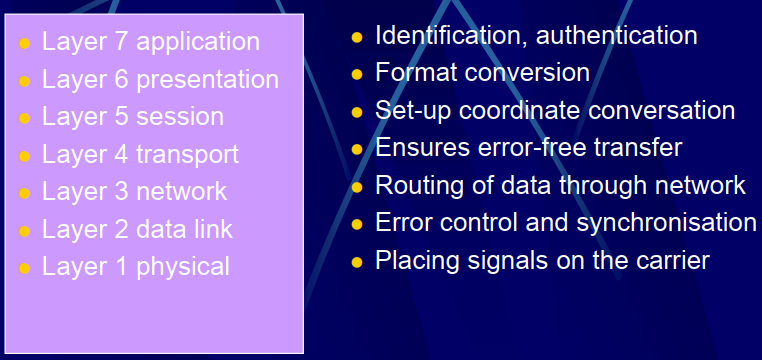 Layer 7 application
Layer 6 presentation
Layer 5 session
Layer 4 transport
Layer 3 network
Layer 2 data link
Layer 1 physical
Identification, authentication
Format conversion
Set-up coordinate conversation
Ensures error-free transfer
Routing of data through network
Error control and synchronisation
Placing signals on the carrier